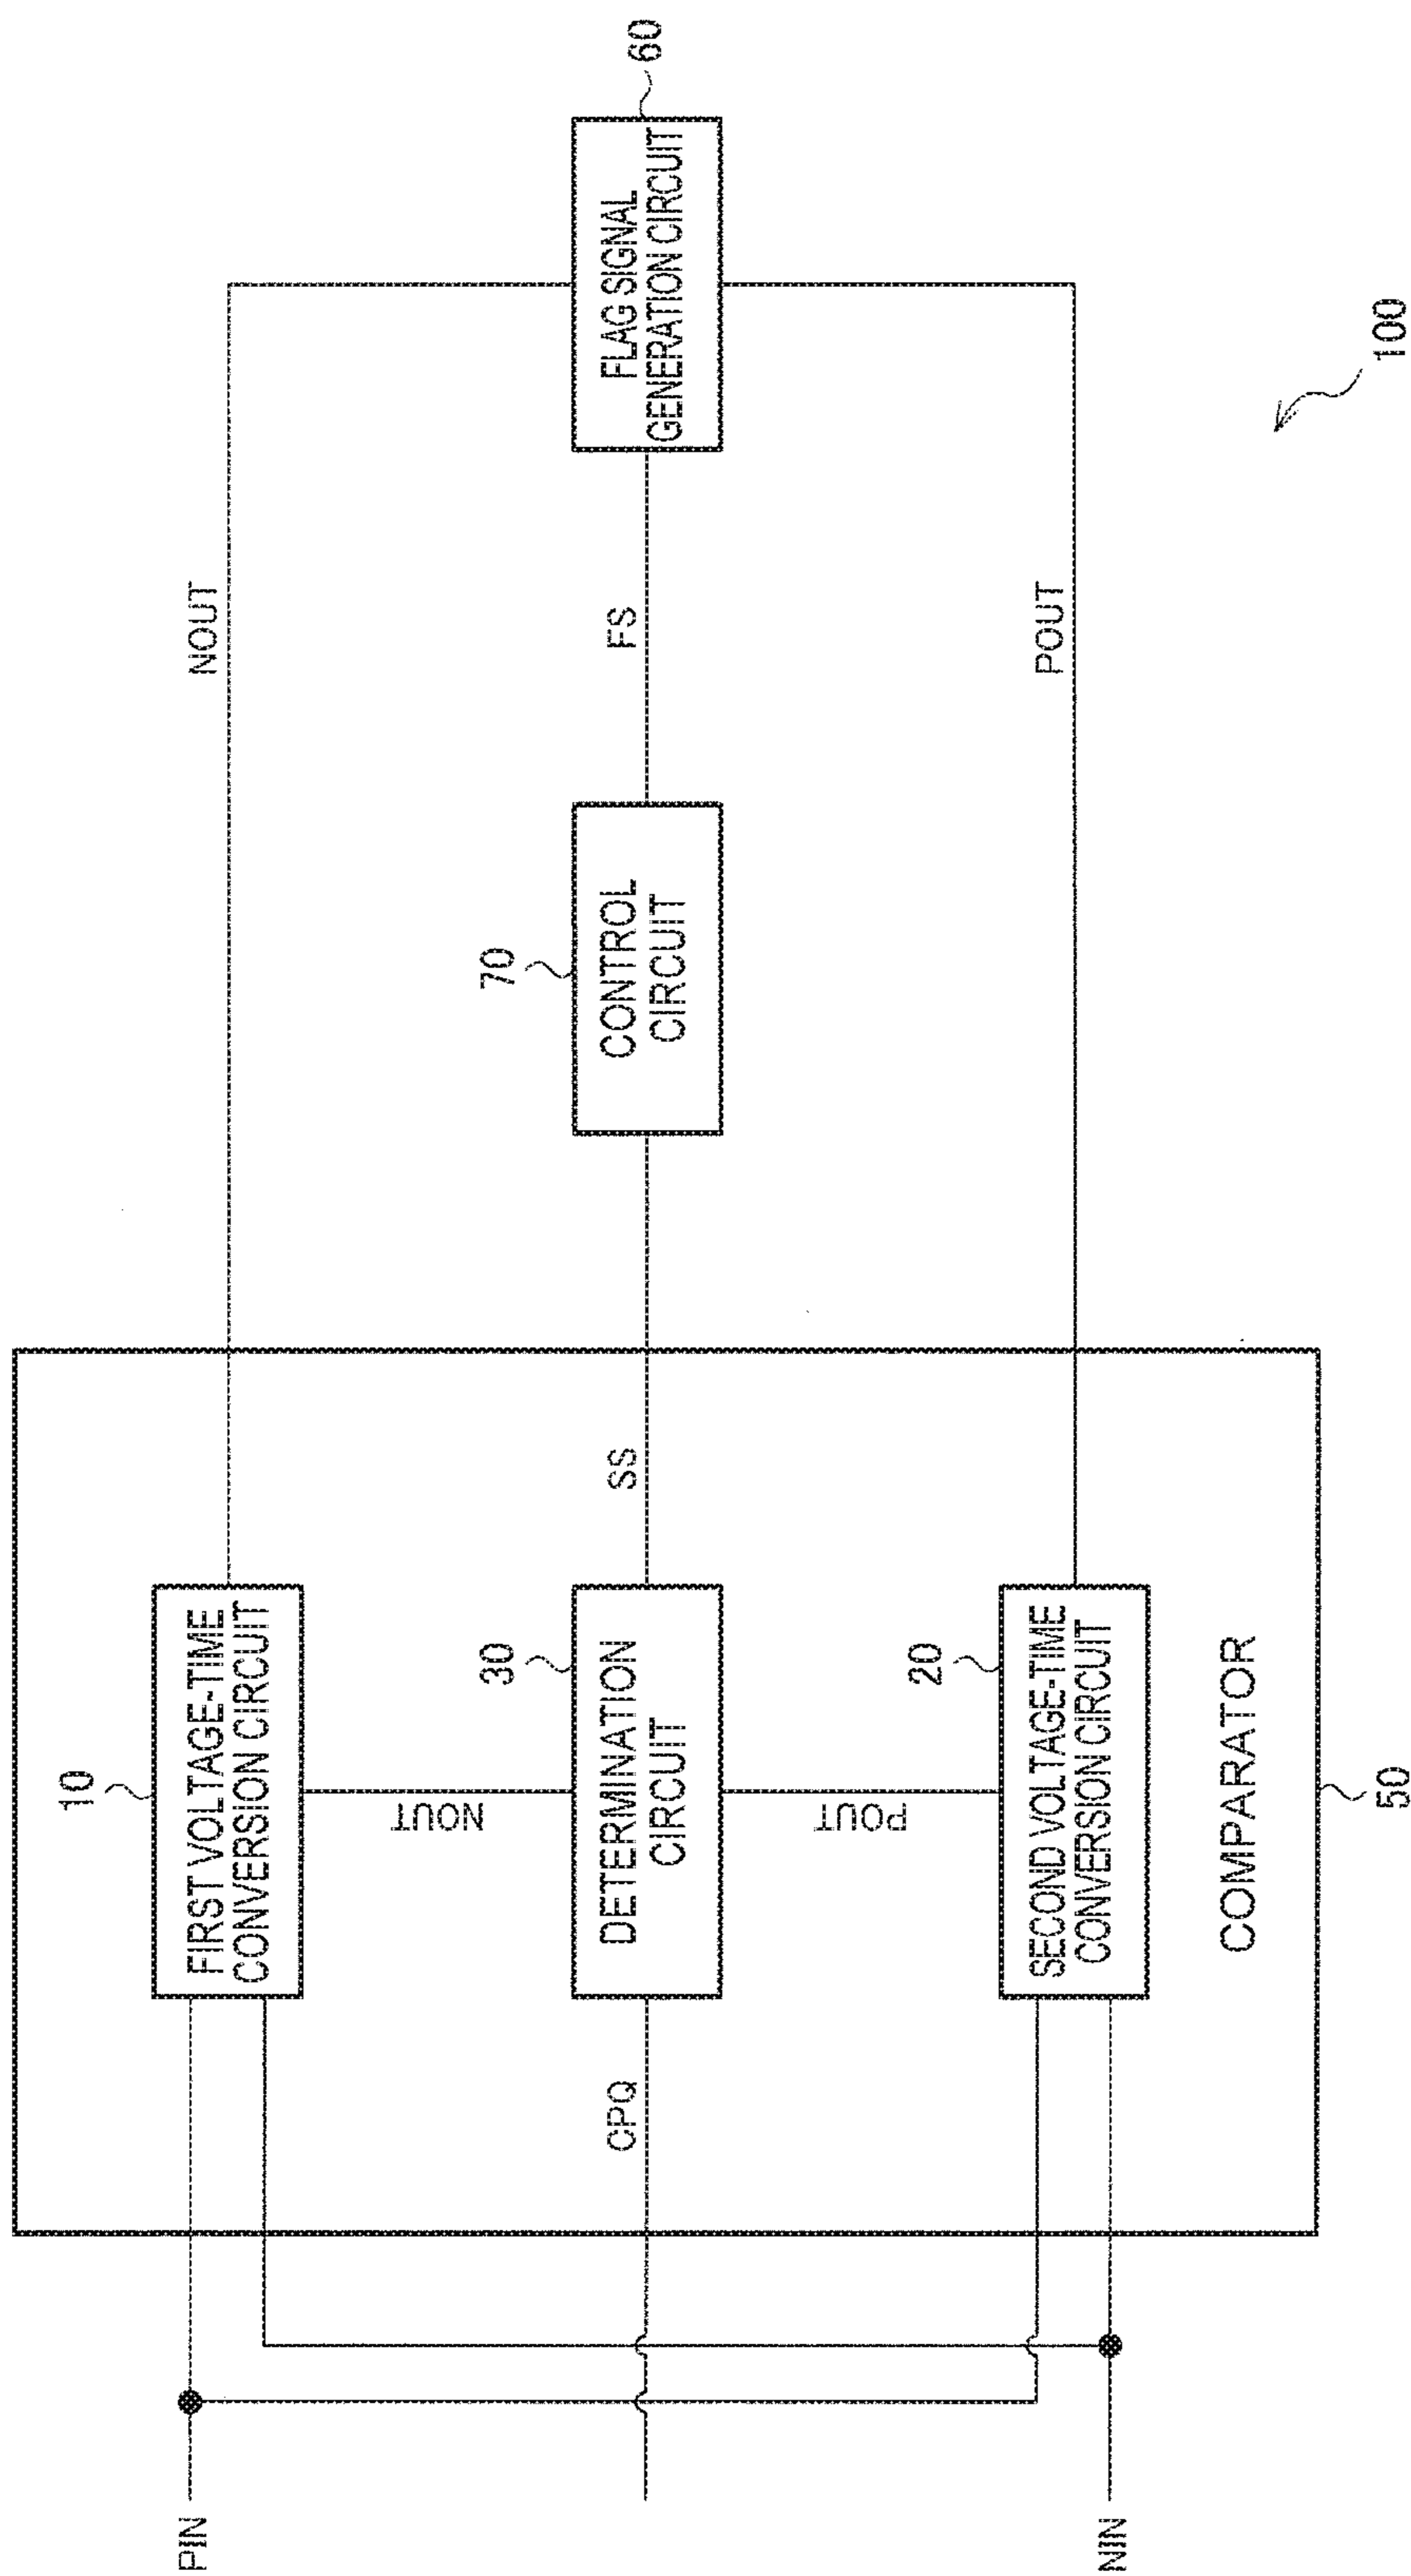 PIN
NIN
CPQ
10
FIRST VOLTAGE-TIME
CONVERSION CIRCUIT
NOUT
30
DETERMINATION
CIRCUIT
POUT
20
SECOND VOLTAGE-TIME
CONVERSION CIRCUIT
COMPARATOR
50
SS
70
CONTROL
CIRCUIT
NOUT
FS
POUT
FLAG SIGNAL
GENERATION CIRCUIT
60
100